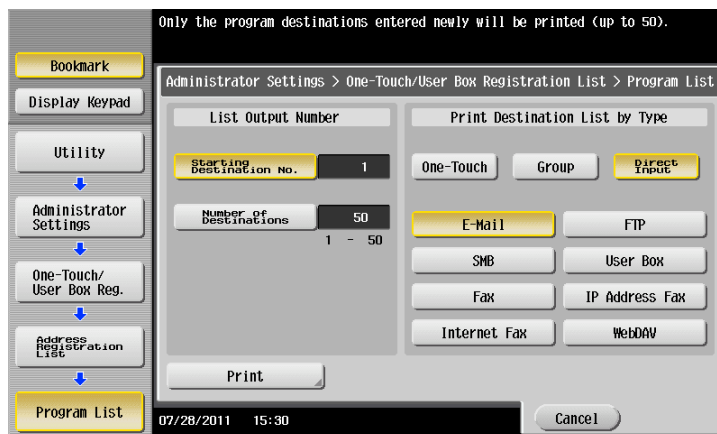 Only the program destinations entered newly will be printed (up to 50).
Bookmark
Display Keypad
Utility
Administrator
Settings
One-Touch/
User Box Reg.
Address
Registration
List
Program List
Administrator Settings > One-Touch/User Box Registration List > Program List
List Output Number
Starting
Destination No.
1
Number of
Destinations
50
1 - 50
Print Destination List by Type
One-Touch
Group
Direct
Input
E-Mail
FTP
SMB
User Box
Fax
IP Address Fax
Internet Fax
WebDAV
Print
07/28/2011 15:30
Cancel